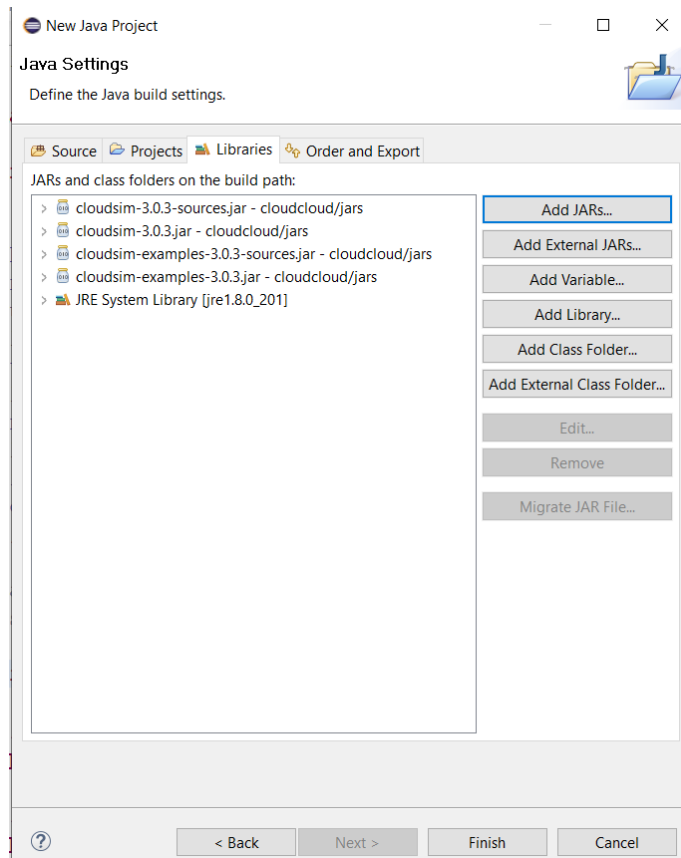 New Java Project
Java Settings
Define the Java build settings.
Source Projects Libraries Order and Export
JARs and class folders on the build path:
cloudsim-3.0.3-sources.jar - cloudcloud/jars
cloudsim-3.0.3.jar - cloudcloud/jars
cloudsim-examples-3.0.3-sources.jar - cloudcloud/jars
cloudsim-examples-3.0.3.jar - cloudcloud/jars
JRE System Library [jre1.8.0_201]
Add JARs...
Add External JARs...
Add Variable...
Add Library...
Add Class Folder...
Add External Class Folder...
Edit...
Remove
Migrate JAR File...
? < Back Next > Finish Cancel